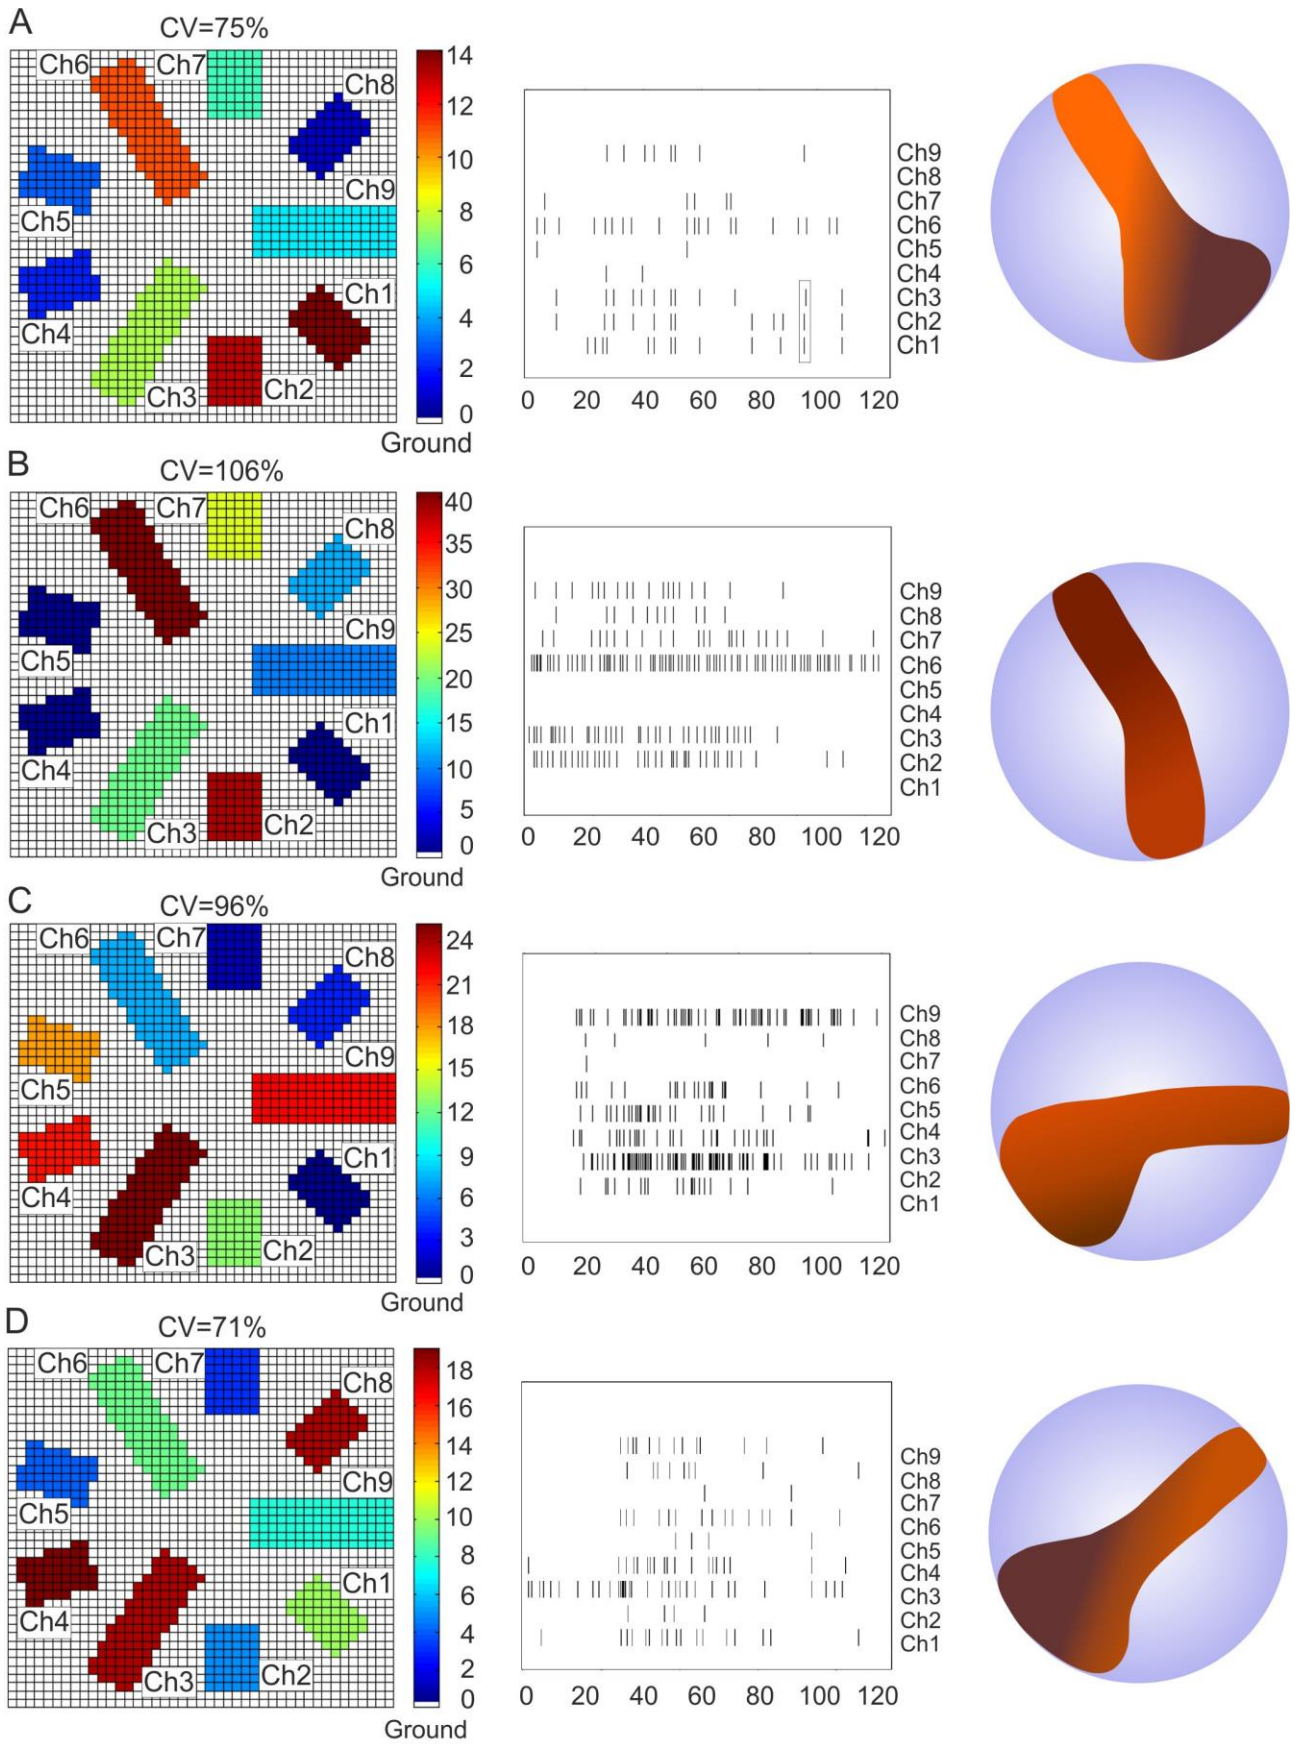 A
CV=75%
Ch6
Ch7
Ch8
Ch9
Ch5
Ch4
Ch1
Ch3
Ch2
14
12
10
8
6
4
2
0
Ground
Ch9
Ch8
Ch7
Ch6
Ch5
Ch4
Ch3
Ch2
Ch1
0 20 40 60 80 100 120
B
CV=106%
Ch6
Ch7
Ch8
Ch9
Ch5
Ch1
Ch4
Ch3
Ch2
40
35
30
25
20
15
10
5
0
Ground
Ch9
Ch8
Ch7
Ch6
Ch5
Ch4
Ch3
Ch2
Ch1
0 20 40 60 80 100 120
C
CV=96%
Ch6
Ch7
Ch8
Ch9
Ch5
Ch1
Ch4
Ch3
Ch2
24
21
18
15
12
9
6
3
0
Ground
Ch9
Ch8
Ch7
Ch6
Ch5
Ch4
Ch3
Ch2
Ch1
0 20 40 60 80 100 120
D
CV=71%
Ch6
Ch7
Ch8
Ch9
Ch5
Ch1
Ch4
Ch3
Ch2
18
16
14
12
10
8
6
4
2
0
Ground
Ch9
Ch8
Ch7
Ch6
Ch5
Ch4
Ch3
Ch2
Ch1
0 20 40 60 80 100 120